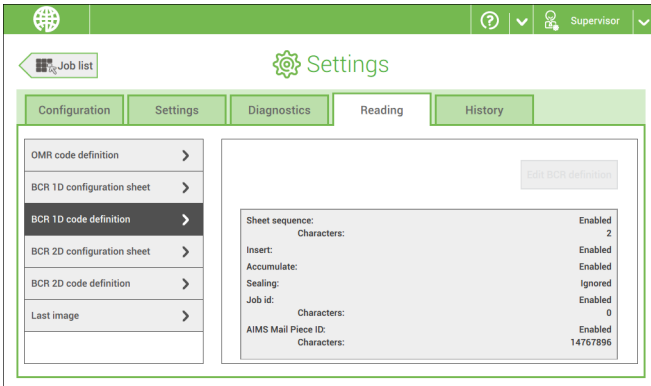 Supervisor
Job list
Settings
Configuration
Settings
Diagnostics
Reading
History
OMR code definition
BCR 1D configuration sheet
BCR 1D code definition
BCR 2D configuration sheet
BCR 2D code definition
Last image
Edit BCR definition
Sheet sequence: Enabled
Characters: 2
Insert: Enabled
Accumulate: Enabled
Sealing: Ignored
Job id: Enabled
Characters: 0
AIMS Mail Piece ID: Enabled
Characters: 14767896